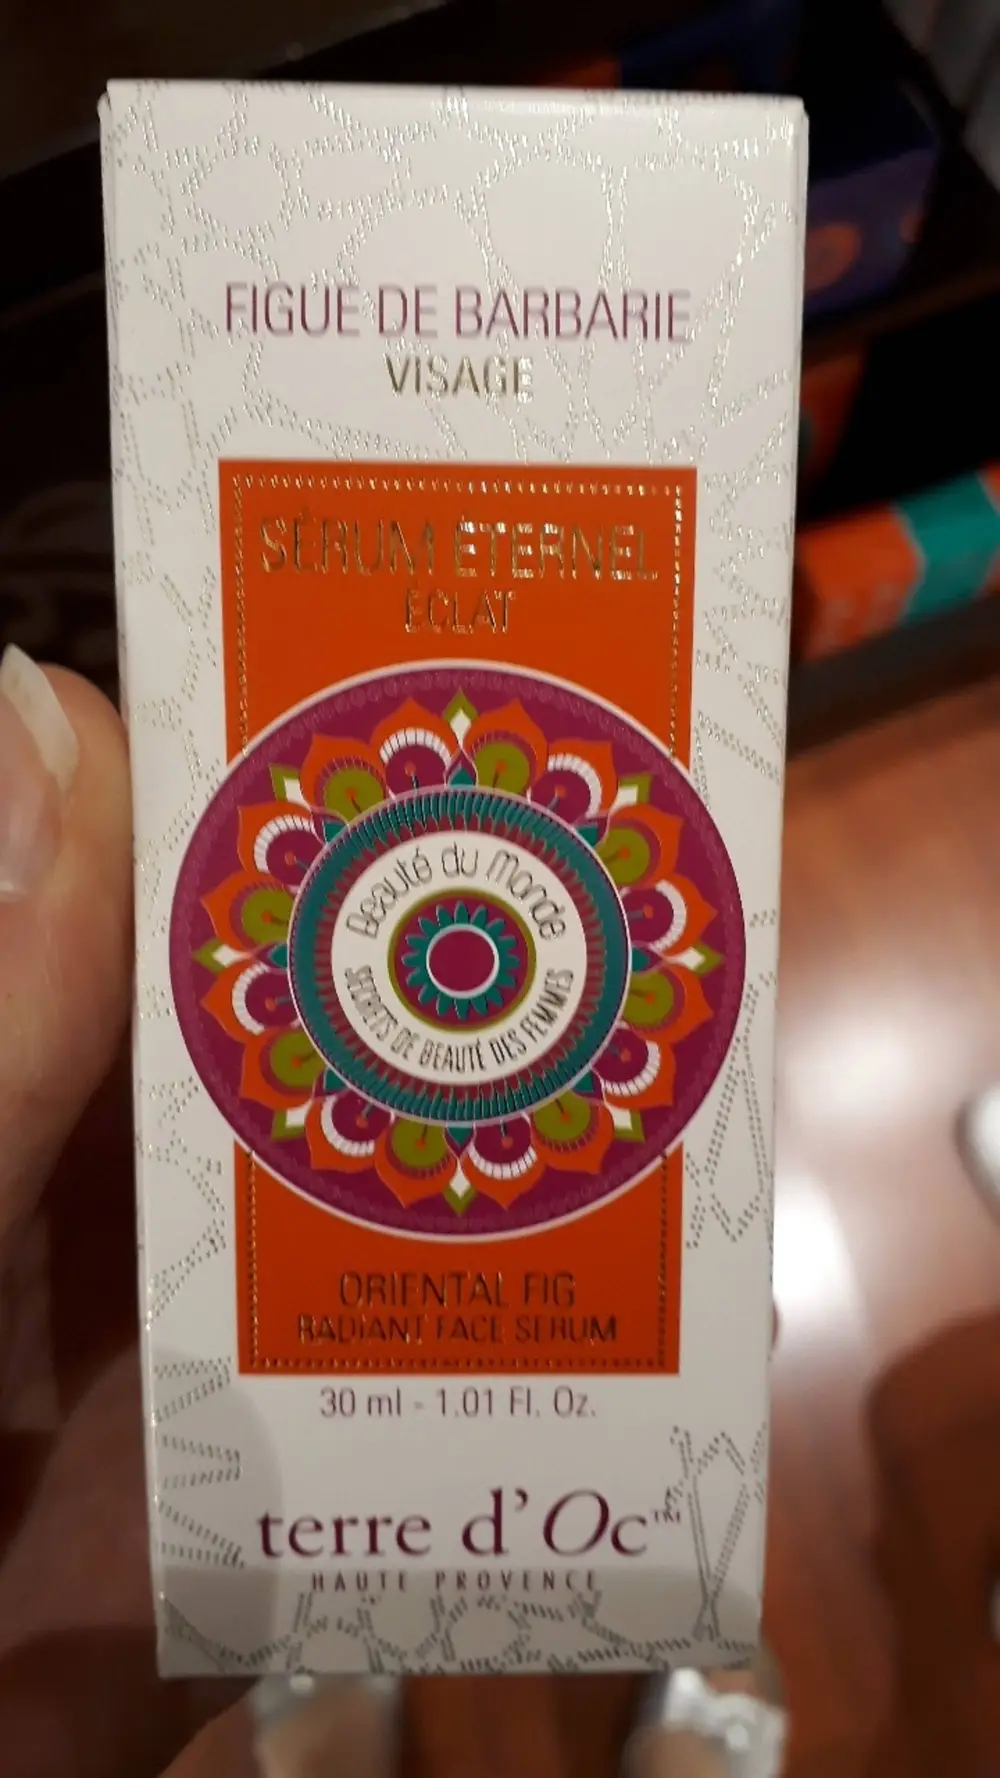 FIGUE DE BARBARIE
VISAGE
SÉRUM ÉTERNEL
ÉCLAT
Beauté du Monde
SECRETS DE BEAUTÉ DES FEMMES
ORIENTAL FIG
RADIANT FACE SERUM
30 ml - 1.01 Fl. Oz.
terre d'Oc™
HAUTE PROVENCE